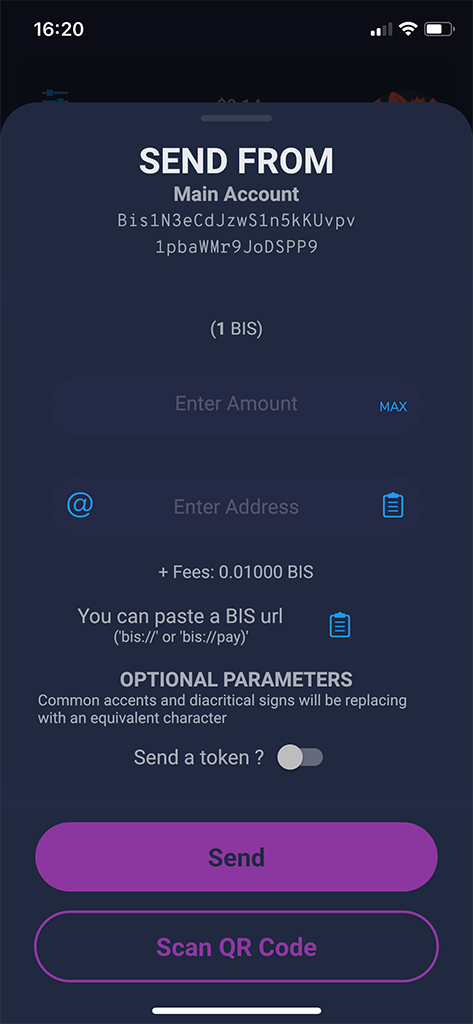 16:20
SEND FROM
Main Account
Bis1N3eCdJzwS1n5kKUvpv
1pbaWMr9JoDSPP9
(1 BIS)
Enter Amount
MAX
@
Enter Address
+ Fees: 0.01000 BIS
You can paste a BIS url
('bis://' or 'bis://pay)'
OPTIONAL PARAMETERS
Common accents and diacritical signs will be replacing
with an equivalent character
Send a token ?
Send
Scan QR Code